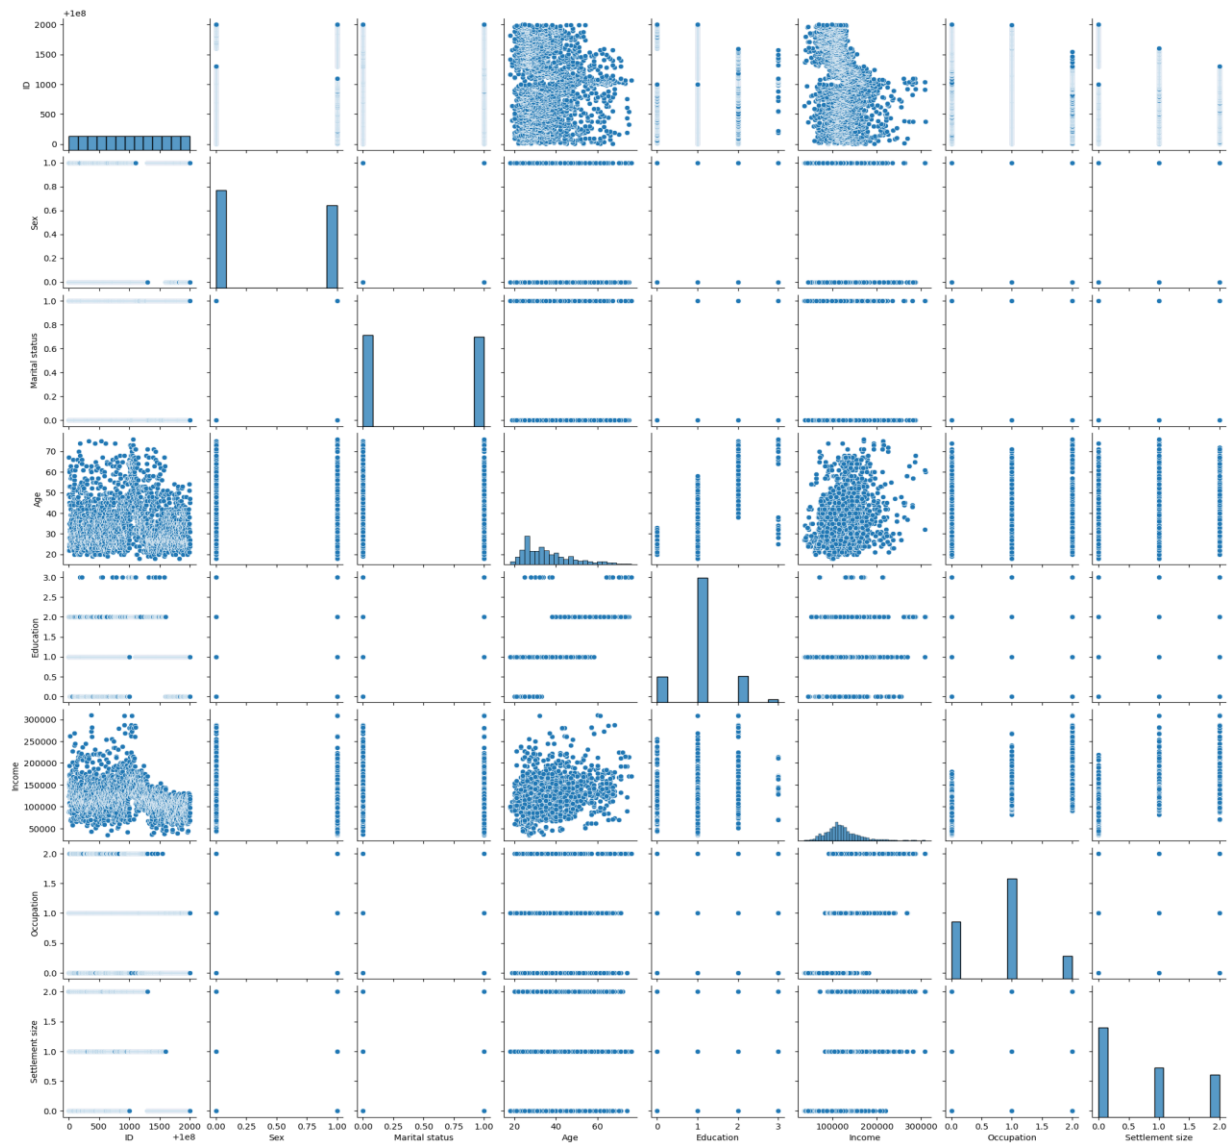 +1e8
2000
1500
1000
500
0
ID
1.0
0.8
0.6
0.4
0.2
0.0
Sex
1.0
0.8
0.6
0.4
0.2
0.0
Marital status
70
60
50
40
30
20
Age
3.0
2.5
2.0
1.5
1.0
0.5
0.0
Education
300000
250000
200000
150000
100000
50000
Income
2.0
1.5
1.0
0.5
0.0
Occupation
2.0
1.5
1.0
0.5
0.0
Settlement size
0 500 1000 1500 2000
ID +1e8
0.00 0.25 0.50 0.75 1.00
Sex
0.00 0.25 0.50 0.75 1.00
Marital status
20 40 60
Age
0 1 2 3
Education
100000 200000 300000
Income
0.0 0.5 1.0 1.5 2.0
Occupation
0.0 0.5 1.0 1.5 2.0
Settlement size